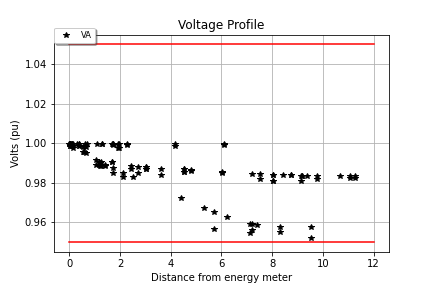 Voltage Profile
VA
1.04
1.02
1.00
0.98
0.96
Volts (pu)
0 2 4 6 8 10 12
Distance from energy meter